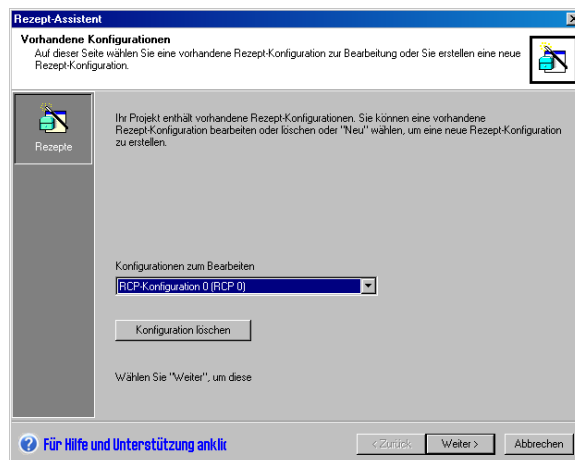 Rezept-Assistent
Vorhandene Konfigurationen
Auf dieser Seite wählen Sie eine vorhandene Rezept-Konfiguration zur Bearbeitung oder Sie erstellen eine neue
Rezept-Konfiguration.
Rezepte
Ihr Projekt enthält vorhandene Rezept-Konfigurationen. Sie können eine vorhandene
Rezept-Konfiguration bearbeiten oder löschen oder "Neu" wählen, um eine neue Rezept-Konfiguration
zu erstellen.
Konfigurationen zum Bearbeiten
RCP-Konfiguration 0 (RCP 0)
Konfiguration löschen
Wählen Sie "Weiter", um diese
Für Hilfe und Unterstützung anklic
< Zurück
Weiter >
Abbrechen